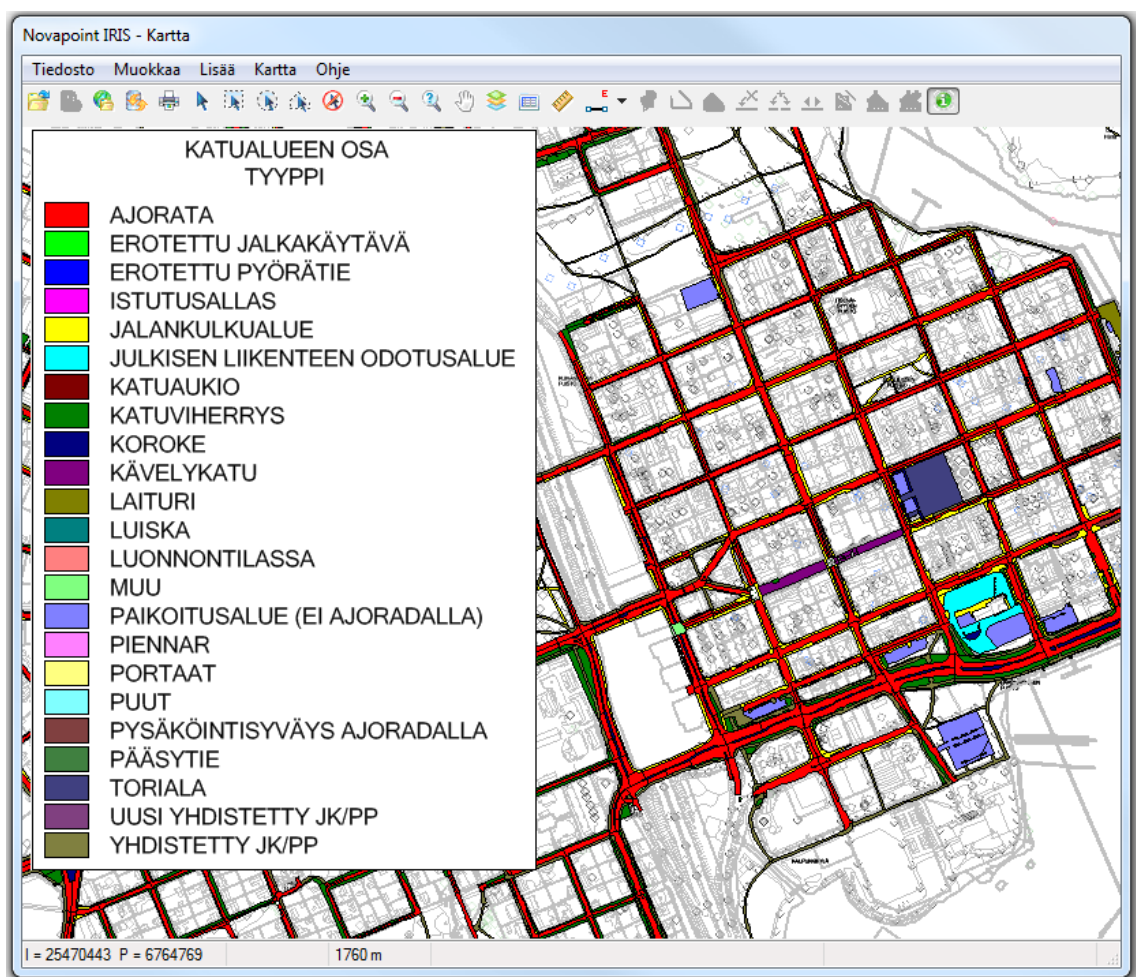 Novapoint IRIS - Kartta
Tiedosto Muokkaa Lisää Kartta Ohje
E
KATUALUEEN OSA
TYYPPI
AJORATA
EROTETTU JALKAKÄYTÄVÄ
EROTETTU PYÖRÄTIE
ISTUTUSALLAS
JALANKULKUALUE
JULKISEN LIIKENTEEN ODOTUSALUE
KATUAUKIO
KATUVIHERRYS
KOROKE
KÄVELYKATU
LAITURI
LUISKA
LUONNONTILASSA
MUU
PAIKOITUSALUE (EI AJORADALLA)
PIENNAR
PORTAAT
PUUT
PYSÄKÖINTISYVÄYS AJORADALLA
PÄÄSYTIE
TORIALA
UUSI YHDISTETTY JK/PP
YHDISTETTY JK/PP
I = 25470443 P = 6764769 1760 m